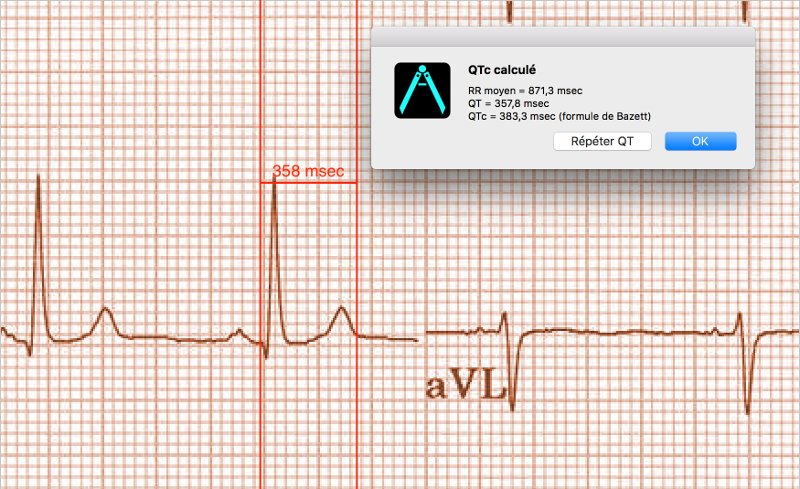 QTc calculé
RR moyen = 871,3 msec
QT = 357,8 msec
QTc = 383,3 msec (formule de Bazett)
Répéter QT
OK
358 msec
aVL